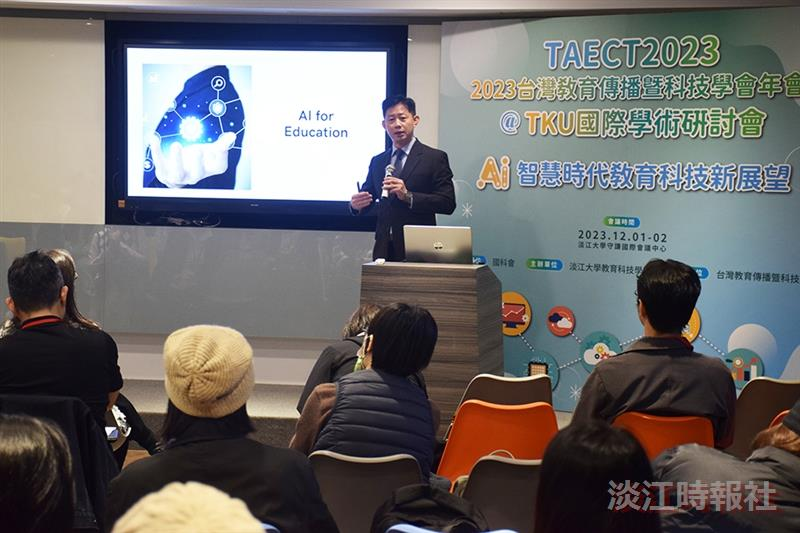 AI for
Education
TAECT2023
2023台灣教育傳播暨科技學會年會
@ TKU國際學術研討會
Ai 智慧時代教育科技新展望
會議時間
2023.12.01-02
淡江大學守謙國際會議中心
國科會 主辦單位 淡江大學教育科技學 台灣教育傳播暨科技
淡江時報社